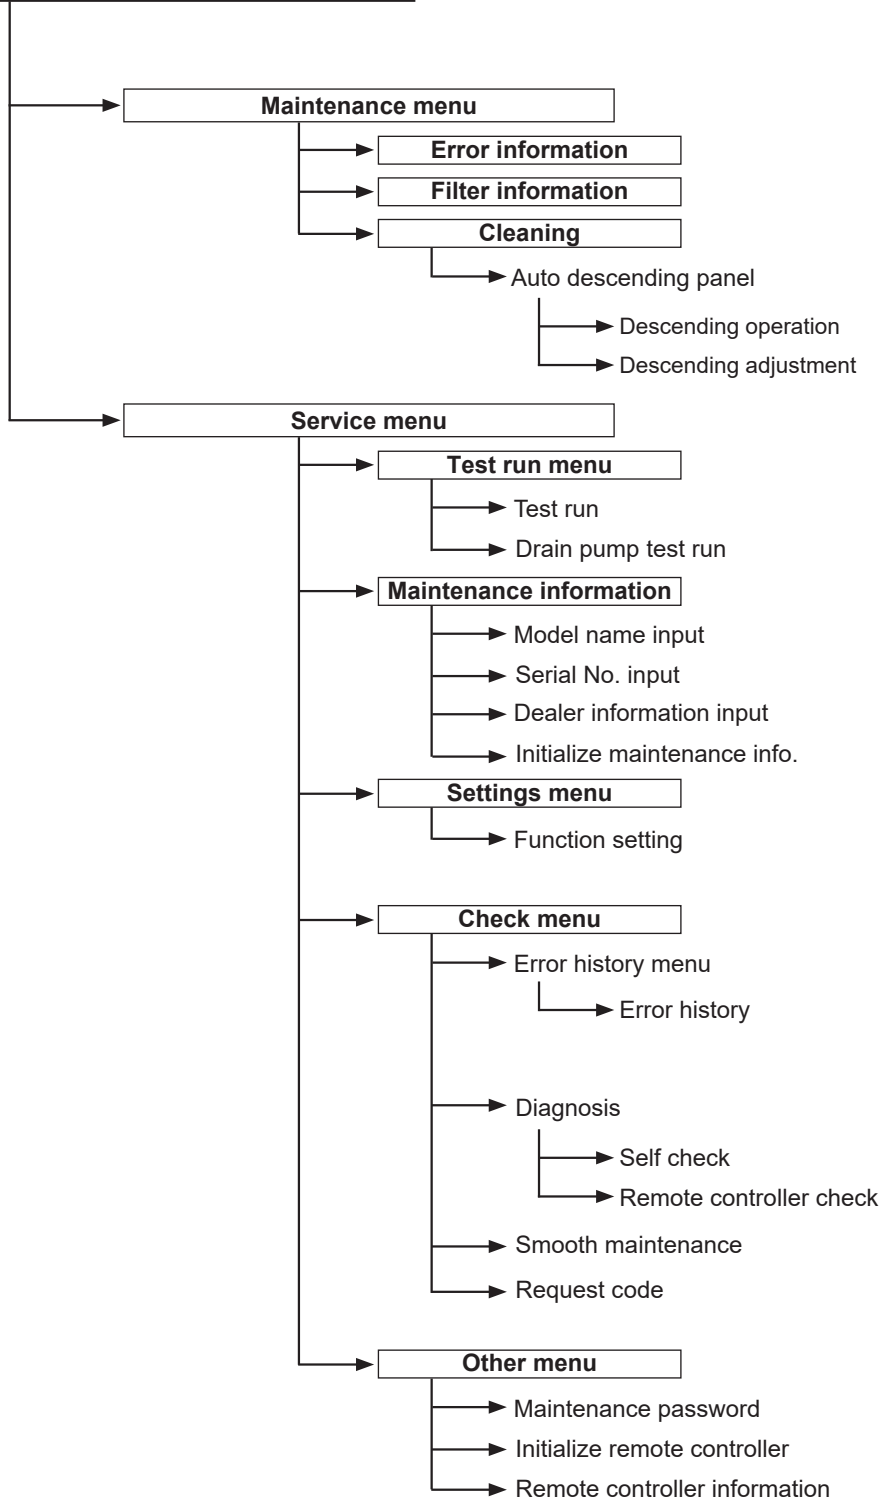 Maintenance menu
Error information
Filter information
Cleaning
Auto descending panel
Descending operation
Descending adjustment
Service menu
Test run menu
Test run
Drain pump test run
Maintenance information
Model name input
Serial No. input
Dealer information input
Initialize maintenance info.
Settings menu
Function setting
Check menu
Error history menu
Error history
Diagnosis
Self check
Remote controller check
Smooth maintenance
Request code
Other menu
Maintenance password
Initialize remote controller
Remote controller information